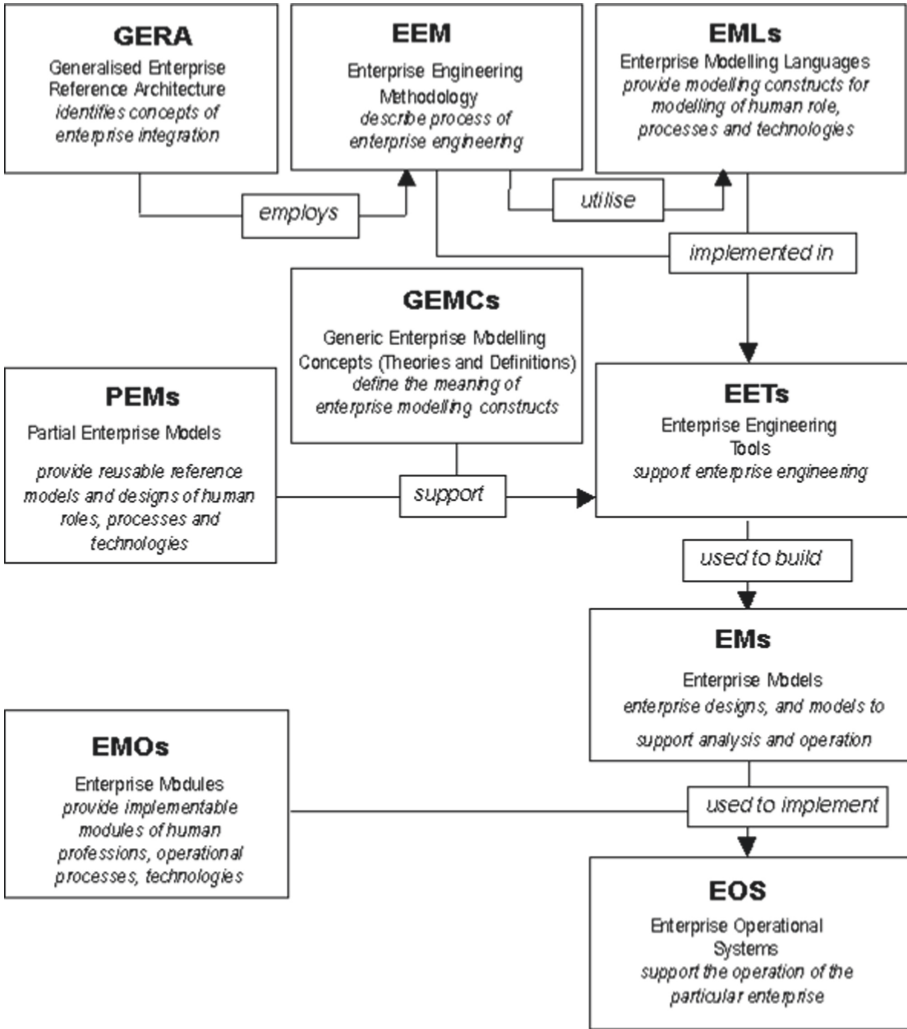 GERA
Generalised Enterprise
Reference Architecture
identifies concepts of
enterprise integration
EEM
Enterprise Engineering
Methodology
describe process of
enterprise engineering
EMLs
Enterprise Modelling Languages
provide modelling constructs for
modelling of human role,
processes and technologies
employs
utilise
implemented in
GEMCs
Generic Enterprise Modelling
Concepts (Theories and Definitions)
define the meaning of
enterprise modelling constructs
PEMs
Partial Enterprise Models
provide reusable reference
models and designs of human
roles, processes and
technologies
support
EETs
Enterprise Engineering
Tools
support enterprise engineering
used to build
EMs
Enterprise Models
enterprise designs, and models to
support analysis and operation
EMOs
Enterprise Modules
provide implementable
modules of human
professions, operational
processes, technologies
used to implement
EOS
Enterprise Operational
Systems
support the operation of the
particular enterprise